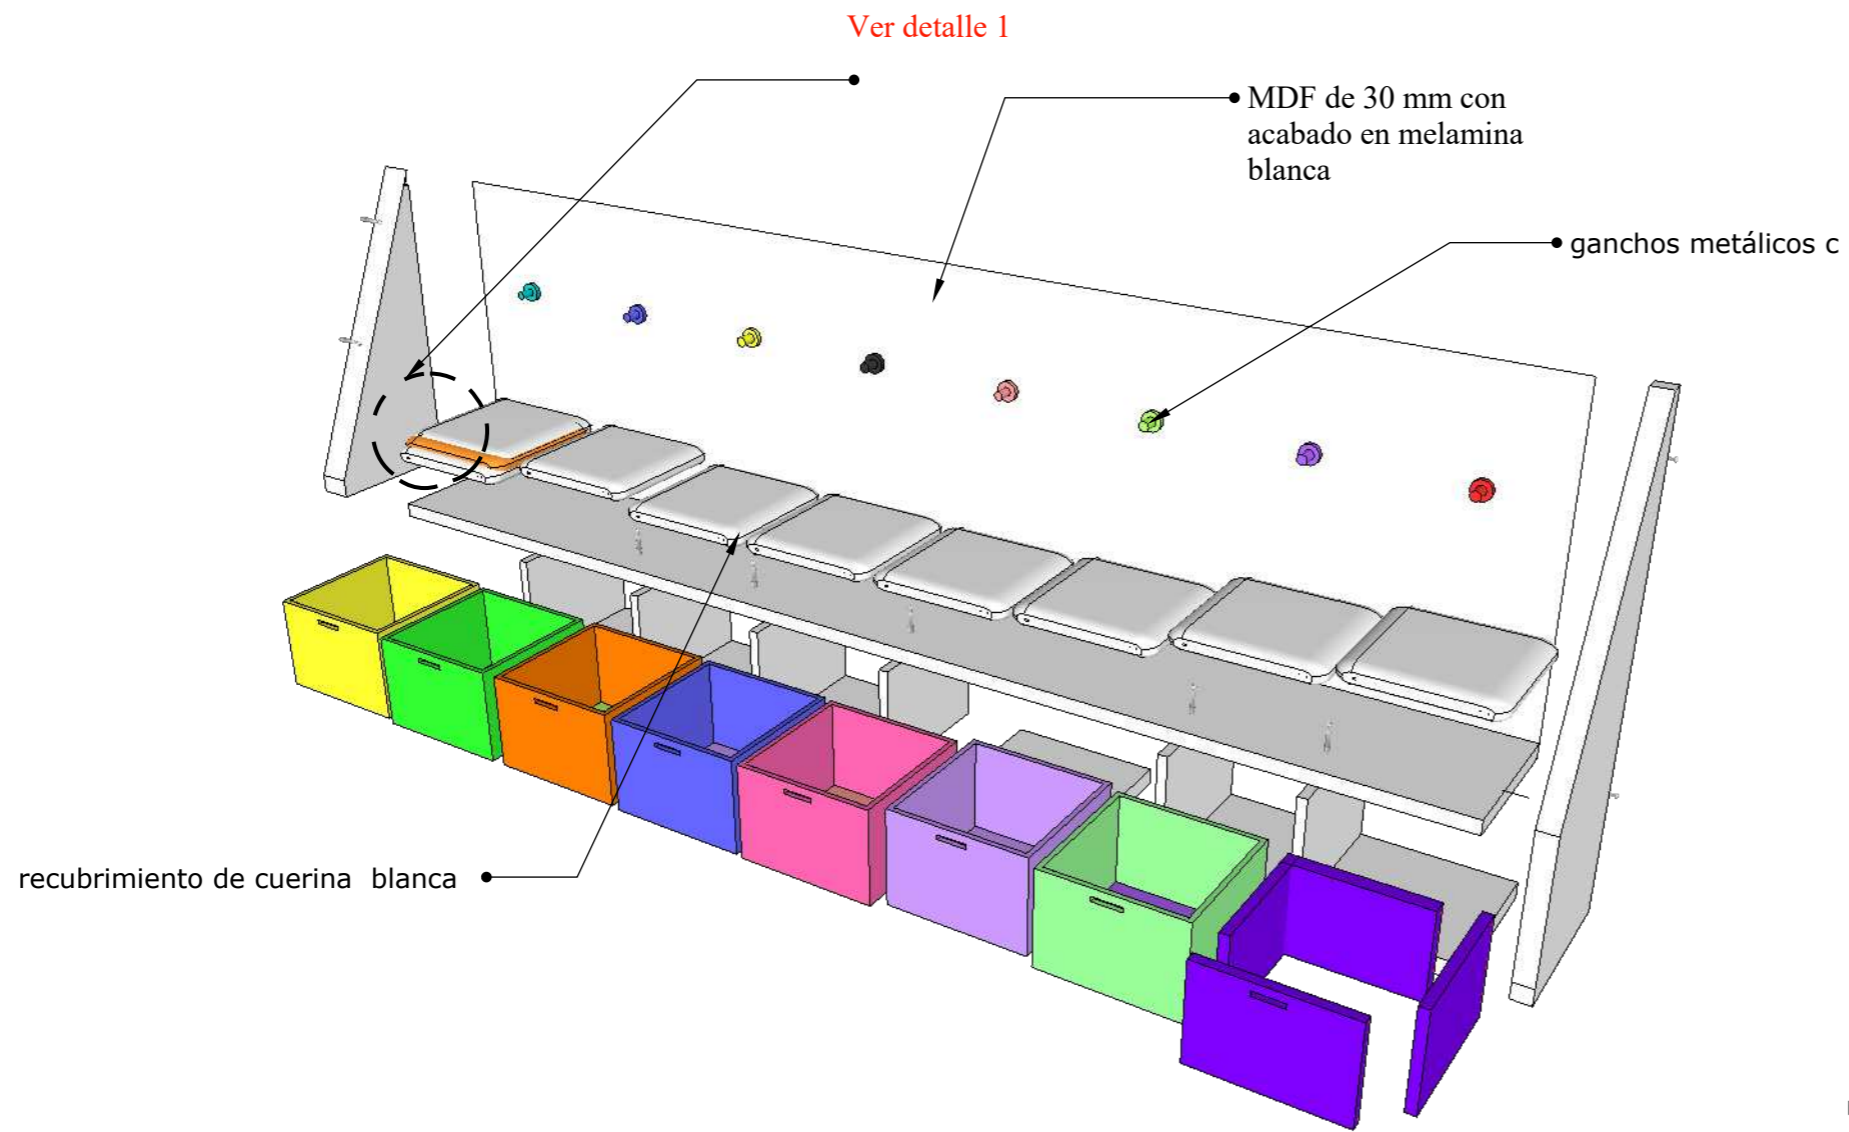 Ver detalle 1
MDF de 30 mm con
acabado en melamina
blanca
ganchos metálicos c
recubrimiento de cuerina blanca